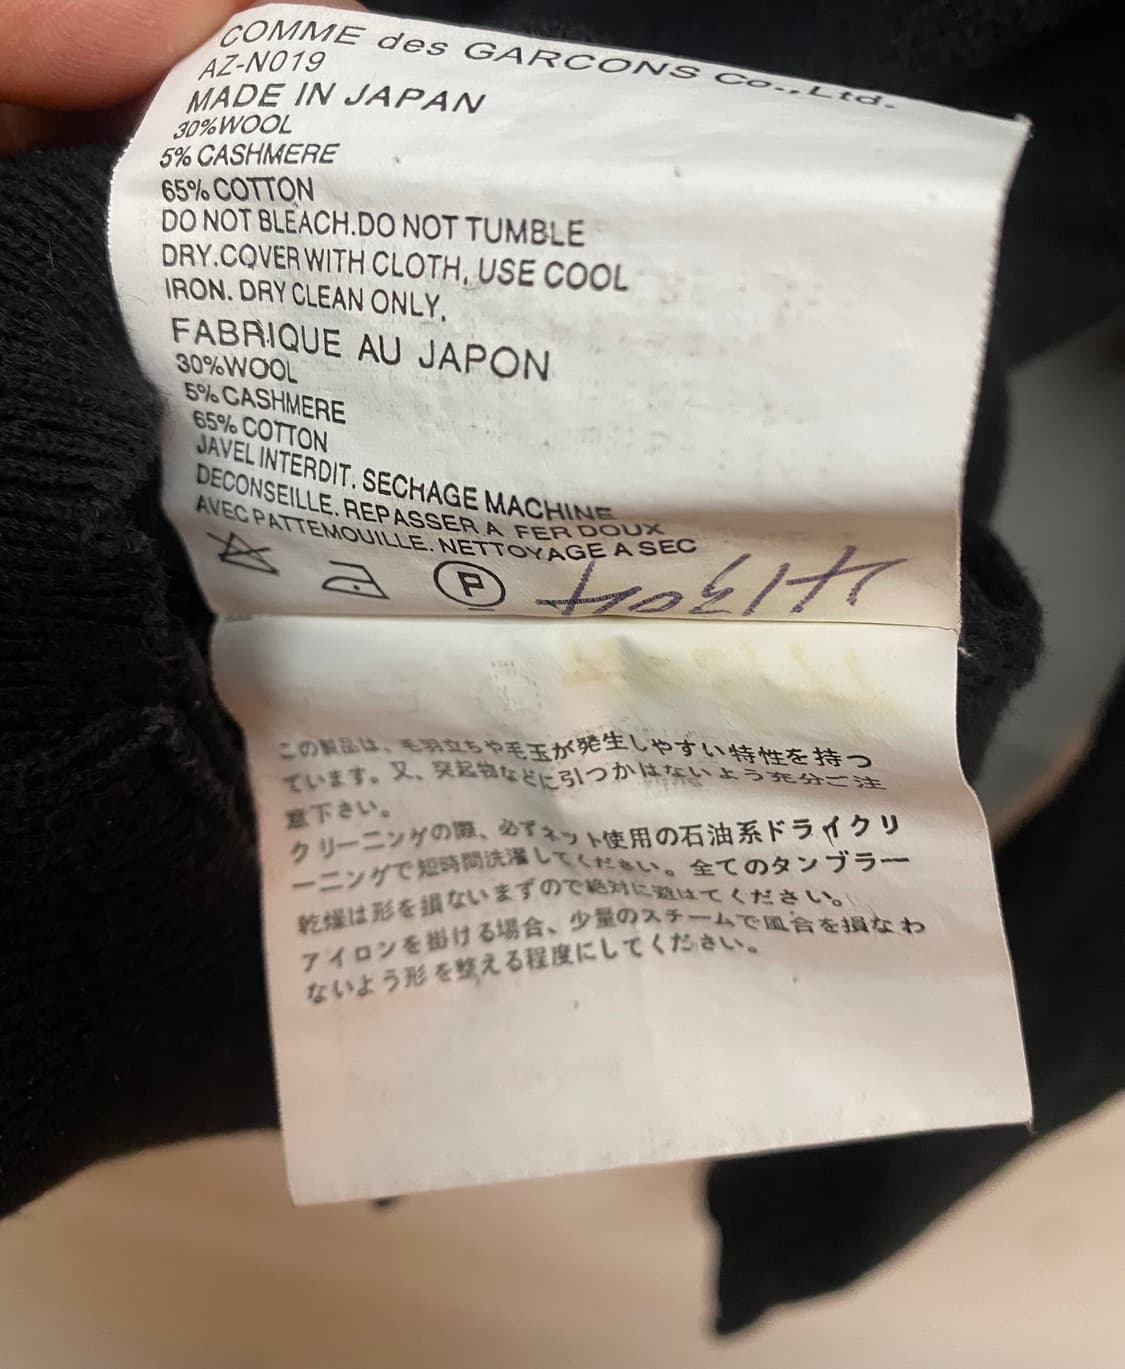 COMME des GARCONS Co.,Ltd.
AZ-N019
MADE IN JAPAN
30%WOOL
5% CASHMERE
65% COTTON
DO NOT BLEACH.DO NOT TUMBLE
DRY.COVER WITH CLOTH, USE COOL
IRON. DRY CLEAN ONLY.
FABRIQUE AU JAPON
30%WOOL
5% CASHMERE
65% COTTON
JAVEL INTERDIT. SECHAGE MACHINE
DECONSEILLE. REPASSER A FER DOUX
AVEC PATTEMOUILLE. NETTOYAGE A SEC
P
この製品は、毛羽立ちや毛玉が発生しやすい特性を持つ
ています。又、突起物などに引つかはないよう充分ご注
意下さい。
クリーニングの際、必ずネット使用の石油系ドライクリ
ーニングで短時間洗濯してください。全てのタンブラー
乾燥は形を損ないまずので絶対に避けてください。
アイロンを掛ける場合、少量のスチームで風合を損なわ
ないよう形を整える程度にしてください。